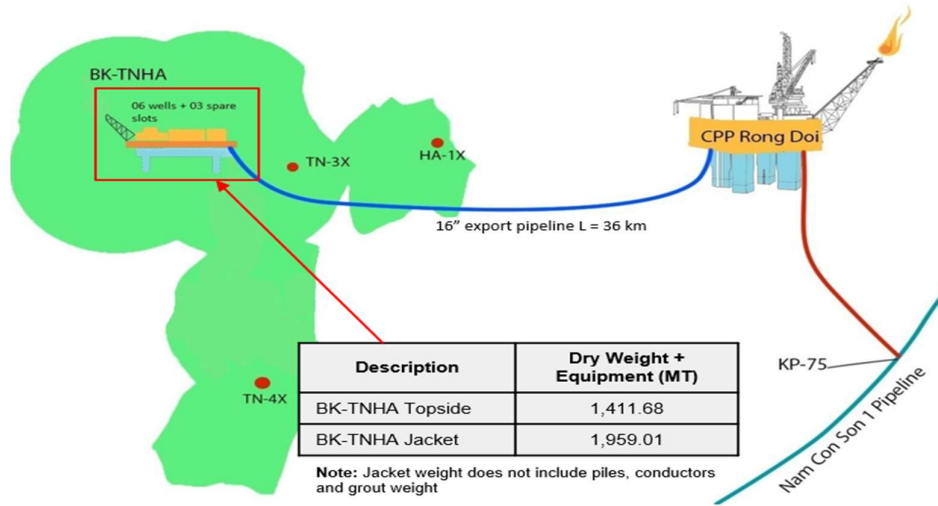 BK-TNHA
06 wells + 03 spare
slots
TN-3X
HA-1X
CPP Rong Doi
16” export pipeline L = 36 km
KP-75
Nam Con Son 1 Pipeline
TN-4X
Description
Dry Weight +
Equipment (MT)
BK-TNHA Topside
1,411.68
BK-TNHA Jacket
1,959.01
Note: Jacket weight does not include piles, conductors
and grout weight